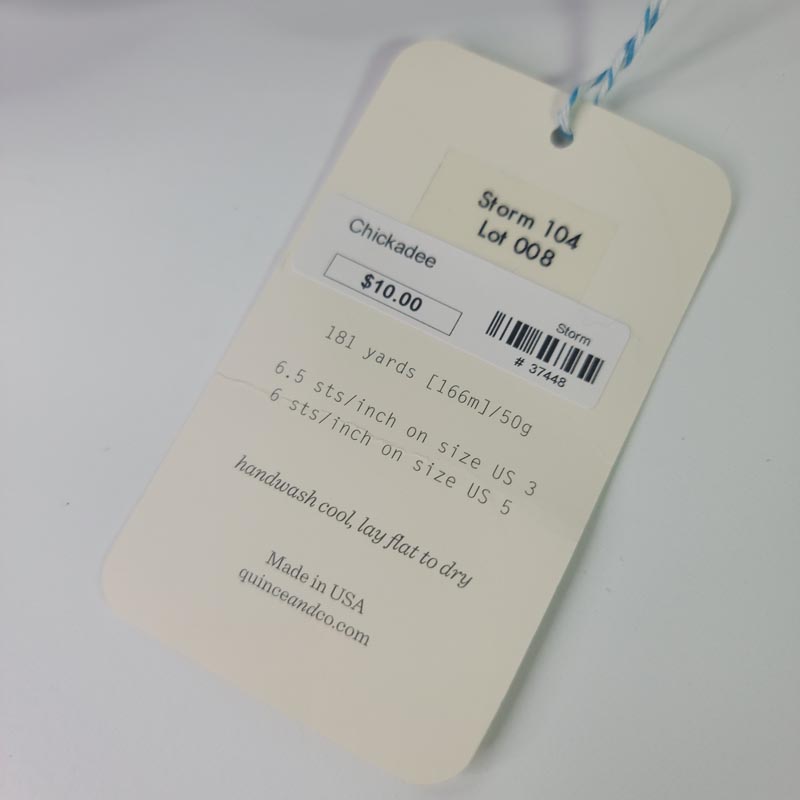 Storm 104
Lot 008
Chickadee
$10.00
Storm
# 37448
181 yards [166m]/50g
6.5 sts/inch on size US 3
6 sts/inch on size US 5
handwash cool, lay flat to dry
Made in USA
quinceandco.com